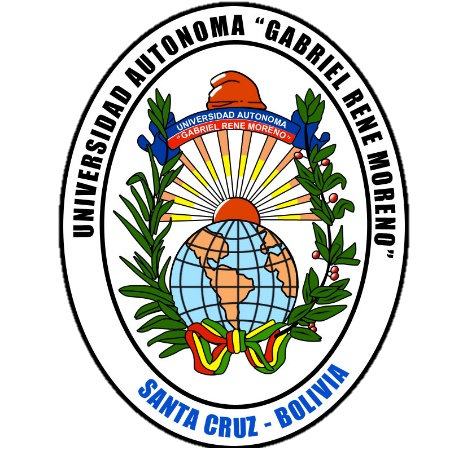 UNIVERSIDAD AUTONOMA "GABRIEL RENE MORENO"
UNIVERSIDAD AUTONOMA
"GABRIEL RENE MORENO"
SANTA CRUZ - BOLIVIA